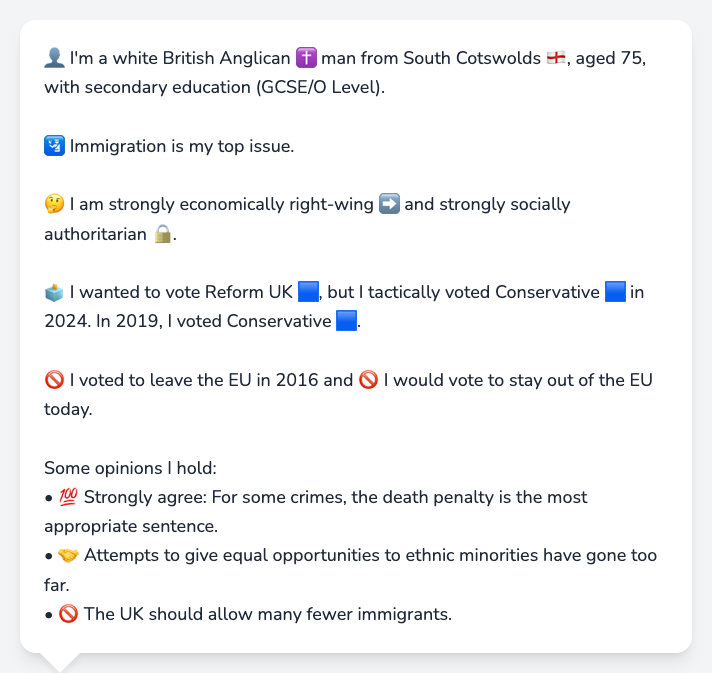 👤 I'm a white British Anglican ✝️ man from South Cotswolds 🏴󠁧󠁢󠁥󠁮󠁧󠁿, aged 75,
with secondary education (GCSE/O Level).
🛂 Immigration is my top issue.
🤔 I am strongly economically right-wing ➡️ and strongly socially
authoritarian 🔒.
🗳️ I wanted to vote Reform UK 🟦, but I tactically voted Conservative 🟦 in
2024. In 2019, I voted Conservative 🟦.
🚫 I voted to leave the EU in 2016 and 🚫 I would vote to stay out of the EU
today.
Some opinions I hold:
• 💯 Strongly agree: For some crimes, the death penalty is the most
appropriate sentence.
• 🤝 Attempts to give equal opportunities to ethnic minorities have gone too
far.
• 🚫 The UK should allow many fewer immigrants.